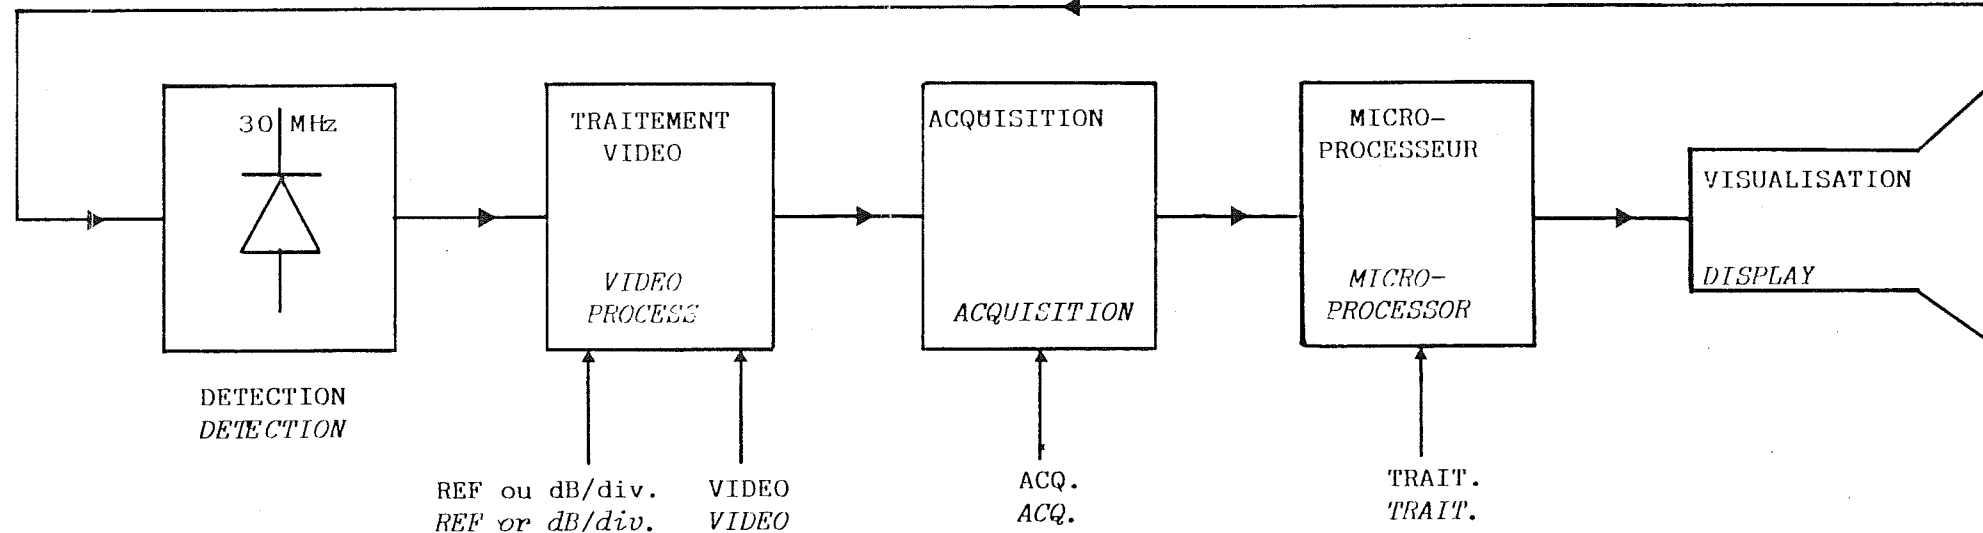 30 MHz
TRAITEMENT
VIDEO
VIDEO
PROCESS
ACQUISITION
ACQUISITION
MICRO-
PROCESSEUR
MICRO-
PROCESSOR
VISUALISATION
DISPLAY
DETECTION
DETECTION
REF ou dB/div.
REF or dB/div.
VIDEO
VIDEO
ACQ.
ACQ.
TRAIT.
TRAIT.